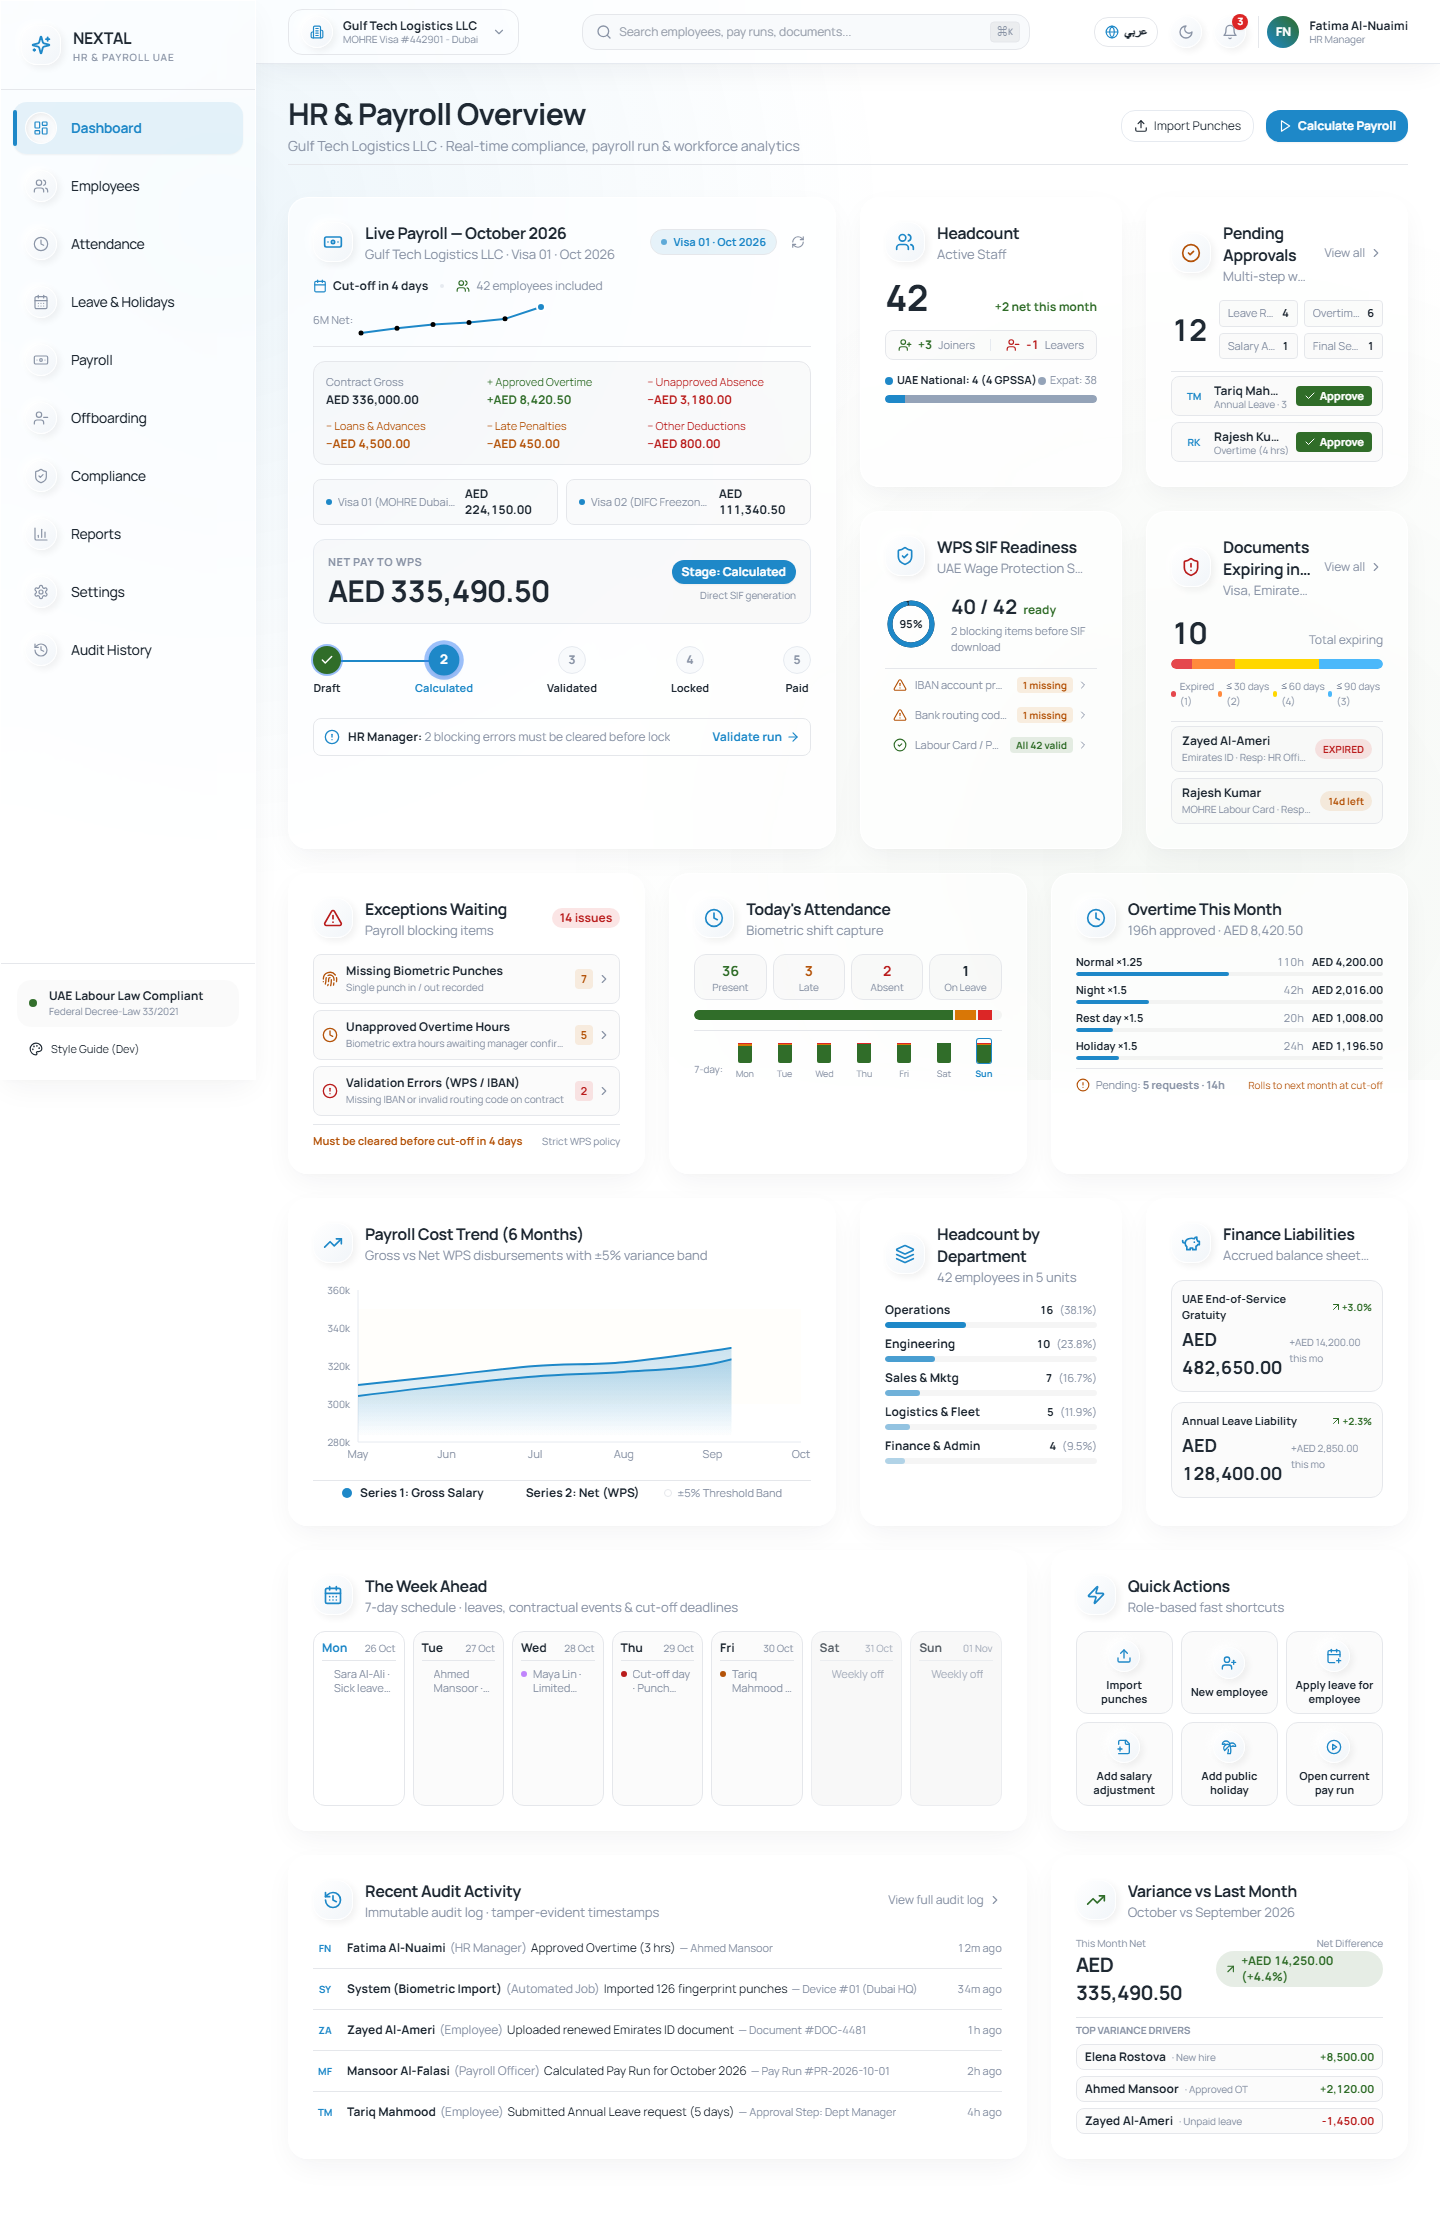 NEXTAL
HR & PAYROLL UAE
Dashboard
Employees
Attendance
Leave & Holidays
Payroll
Offboarding
Compliance
Reports
Settings
Audit History
UAE Labour Law Compliant
Federal Decree-Law 33/2021
Style Guide (Dev)
Gulf Tech Logistics LLC
MOHRE Visa #442901 - Dubai
Search employees, pay runs, documents...
⌘K
عربي
3
FN
Fatima Al-Nuaimi
HR Manager
HR & Payroll Overview
Gulf Tech Logistics LLC · Real-time compliance, payroll run & workforce analytics
Import Punches
Calculate Payroll
Live Payroll — October 2026
Gulf Tech Logistics LLC · Visa 01 · Oct 2026
Visa 01 · Oct 2026
Cut-off in 4 days
42 employees included
6M Net:
Contract Gross
AED 336,000.00
+ Approved Overtime
+AED 8,420.50
− Unapproved Absence
−AED 3,180.00
− Loans & Advances
−AED 4,500.00
− Late Penalties
−AED 450.00
− Other Deductions
−AED 800.00
Visa 01 (MOHRE Dubai...
AED 224,150.00
Visa 02 (DIFC Freezon...
AED 111,340.50
NET PAY TO WPS
AED 335,490.50
Stage: Calculated
Direct SIF generation
2
3
4
5
Draft
Calculated
Validated
Locked
Paid
HR Manager: 2 blocking errors must be cleared before lock
Validate run
Headcount
Active Staff
42
+2 net this month
+3 Joiners
-1 Leavers
UAE National: 4 (4 GPSSA)
Expat: 38
Pending Approvals
Multi-step w...
View all
12
Leave R... 4
Overtim... 6
Salary A... 1
Final Se... 1
TM
Tariq Mah...
Annual Leave · 3
Approve
RK
Rajesh Ku...
Overtime (4 hrs)
Approve
WPS SIF Readiness
UAE Wage Protection S...
95%
40 / 42 ready
2 blocking items before SIF download
IBAN account pr... 1 missing
Bank routing cod... 1 missing
Labour Card / P... All 42 valid
Documents Expiring in...
Visa, Emirate...
View all
10
Total expiring
Expired (1)
≤ 30 days (2)
≤ 60 days (4)
≤ 90 days (3)
Zayed Al-Ameri
Emirates ID · Resp: HR Offi...
EXPIRED
Rajesh Kumar
MOHRE Labour Card · Resp...
14d left
Exceptions Waiting
Payroll blocking items
14 issues
Missing Biometric Punches
Single punch in / out recorded
7
Unapproved Overtime Hours
Biometric extra hours awaiting manager confir...
5
Validation Errors (WPS / IBAN)
Missing IBAN or invalid routing code on contract
2
Must be cleared before cut-off in 4 days
Strict WPS policy
Today's Attendance
Biometric shift capture
36
Present
3
Late
2
Absent
1
On Leave
7-day:
Mon
Tue
Wed
Thu
Fri
Sat
Sun
Overtime This Month
196h approved · AED 8,420.50
Normal ×1.25 110h AED 4,200.00
Night ×1.5 42h AED 2,016.00
Rest day ×1.5 20h AED 1,008.00
Holiday ×1.5 24h AED 1,196.50
Pending: 5 requests · 14h
Rolls to next month at cut-off
Payroll Cost Trend (6 Months)
Gross vs Net WPS disbursements with ±5% variance band
360k
340k
320k
300k
280k
May
Jun
Jul
Aug
Sep
Oct
Series 1: Gross Salary
Series 2: Net (WPS)
±5% Threshold Band
Headcount by Department
42 employees in 5 units
Operations 16 (38.1%)
Engineering 10 (23.8%)
Sales & Mktg 7 (16.7%)
Logistics & Fleet 5 (11.9%)
Finance & Admin 4 (9.5%)
Finance Liabilities
Accrued balance sheet...
UAE End-of-Service Gratuity
+3.0%
AED 482,650.00
+AED 14,200.00 this mo
Annual Leave Liability
+2.3%
AED 128,400.00
+AED 2,850.00 this mo
The Week Ahead
7-day schedule · leaves, contractual events & cut-off deadlines
Mon 26 Oct
Sara Al-Ali · Sick leave...
Tue 27 Oct
Ahmed Mansoor ·...
Wed 28 Oct
Maya Lin · Limited...
Thu 29 Oct
Cut-off day · Punch...
Fri 30 Oct
Tariq Mahmood ...
Sat 31 Oct
Weekly off
Sun 01 Nov
Weekly off
Quick Actions
Role-based fast shortcuts
Import punches
New employee
Apply leave for employee
Add salary adjustment
Add public holiday
Open current pay run
Recent Audit Activity
Immutable audit log · tamper-evident timestamps
View full audit log
FN Fatima Al-Nuaimi (HR Manager) Approved Overtime (3 hrs) — Ahmed Mansoor 12m ago
SY System (Biometric Import) (Automated Job) Imported 126 fingerprint punches — Device #01 (Dubai HQ) 34m ago
ZA Zayed Al-Ameri (Employee) Uploaded renewed Emirates ID document — Document #DOC-4481 1h ago
MF Mansoor Al-Falasi (Payroll Officer) Calculated Pay Run for October 2026 — Pay Run #PR-2026-10-01 2h ago
TM Tariq Mahmood (Employee) Submitted Annual Leave request (5 days) — Approval Step: Dept Manager 4h ago
Variance vs Last Month
October vs September 2026
This Month Net
AED 335,490.50
Net Difference
+AED 14,250.00 (+4.4%)
TOP VARIANCE DRIVERS
Elena Rostova · New hire +8,500.00
Ahmed Mansoor · Approved OT +2,120.00
Zayed Al-Ameri · Unpaid leave -1,450.00